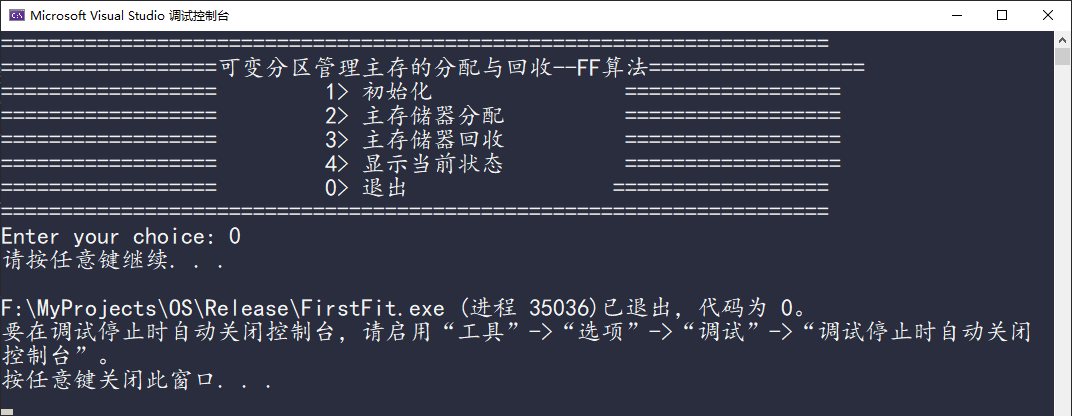 Microsoft Visual Studio 调试控制台
=====================================================================
==================可变分区管理主存的分配与回收--FF算法==================
==================         1> 初始化                ==================
==================         2> 主存储器分配          ==================
==================         3> 主存储器回收          ==================
==================         4> 显示当前状态          ==================
==================         0> 退出                 ==================
=====================================================================
Enter your choice: 0
请按任意键继续. . .
F:\MyProjects\OS\Release\FirstFit.exe (进程 35036)已退出，代码为 0。
要在调试停止时自动关闭控制台，请启用“工具”->“选项”->“调试”->“调试停止时自动关闭
控制台”。
按任意键关闭此窗口. . .